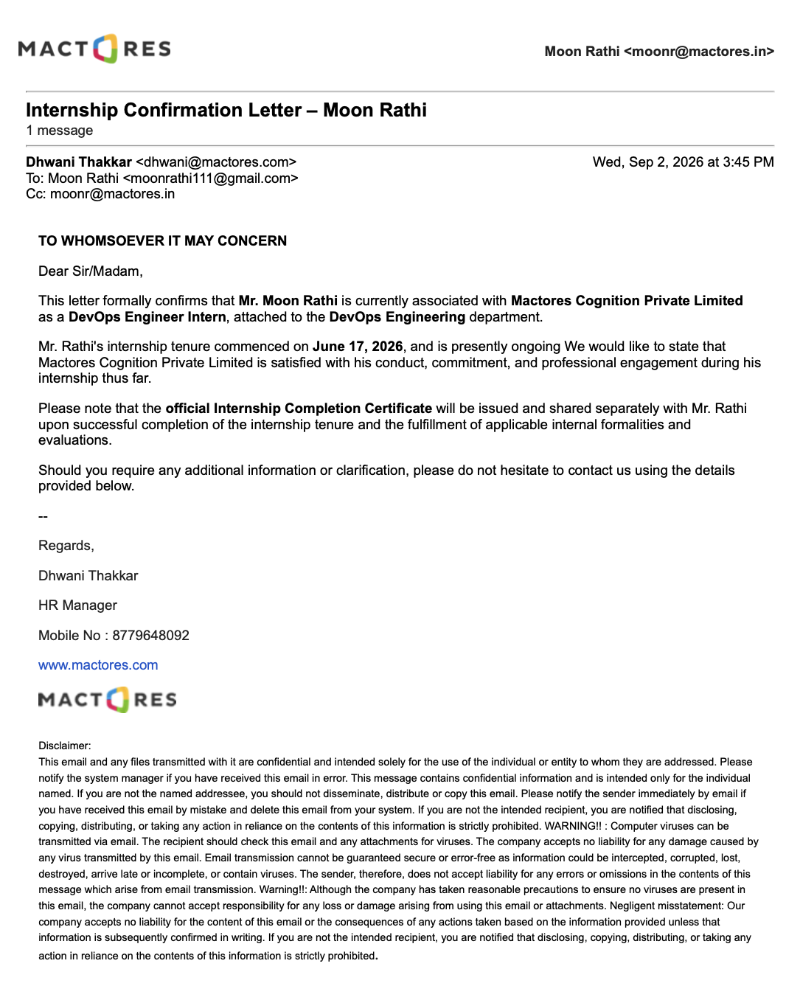 MACTORES
Moon Rathi <moonr@mactores.in>
Internship Confirmation Letter – Moon Rathi
1 message
Dhwani Thakkar <dhwani@mactores.com>
Wed, Sep 2, 2026 at 3:45 PM
To: Moon Rathi <moonrathi111@gmail.com>
Cc: moonr@mactores.in
TO WHOMSOEVER IT MAY CONCERN
Dear Sir/Madam,
This letter formally confirms that Mr. Moon Rathi is currently associated with Mactores Cognition Private Limited
as a DevOps Engineer Intern, attached to the DevOps Engineering department.
Mr. Rathi's internship tenure commenced on June 17, 2026, and is presently ongoing We would like to state that
Mactores Cognition Private Limited is satisfied with his conduct, commitment, and professional engagement during his
internship thus far.
Please note that the official Internship Completion Certificate will be issued and shared separately with Mr. Rathi
upon successful completion of the internship tenure and the fulfillment of applicable internal formalities and
evaluations.
Should you require any additional information or clarification, please do not hesitate to contact us using the details
provided below.
--
Regards,
Dhwani Thakkar
HR Manager
Mobile No : 8779648092
www.mactores.com
MACTORES
Disclaimer:
This email and any files transmitted with it are confidential and intended solely for the use of the individual or entity to whom they are addressed. Please
notify the system manager if you have received this email in error. This message contains confidential information and is intended only for the individual
named. If you are not the named addressee, you should not disseminate, distribute or copy this email. Please notify the sender immediately by email if
you have received this email by mistake and delete this email from your system. If you are not the intended recipient, you are notified that disclosing,
copying, distributing, or taking any action in reliance on the contents of this information is strictly prohibited. WARNING!! : Computer viruses can be
transmitted via email. The recipient should check this email and any attachments for viruses. The company accepts no liability for any damage caused by
any virus transmitted by this email. Email transmission cannot be guaranteed secure or error-free as information could be intercepted, corrupted, lost,
destroyed, arrive late or incomplete, or contain viruses. The sender, therefore, does not accept liability for any errors or omissions in the contents of this
message which arise from email transmission. Warning!!: Although the company has taken reasonable precautions to ensure no viruses are present in
this email, the company cannot accept responsibility for any loss or damage arising from using this email or attachments. Negligent misstatement: Our
company accepts no liability for the content of this email or the consequences of any actions taken based on the information provided unless that
information is subsequently confirmed in writing. If you are not the intended recipient, you are notified that disclosing, copying, distributing, or taking any
action in reliance on the contents of this information is strictly prohibited.